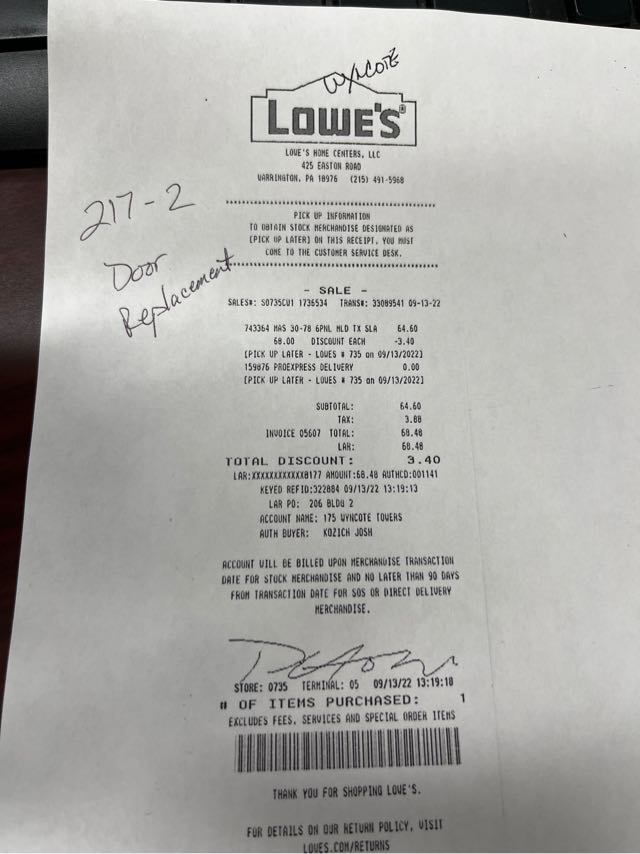 WYNCOTE
LOWE'S
LOWE'S HOME CENTERS, LLC
425 EASTON ROAD
WARRINGTON, PA 18976 (215) 491-5968
217-2
Door
Replacement
PICK UP INFORMATION
TO OBTAIN STOCK MERCHANDISE DESIGNATED AS
[PICK UP LATER] ON THIS RECEIPT, YOU MUST
COME TO THE CUSTOMER SERVICE DESK.
- SALE -
SALES#: S0735CU1 1736534 TRANS#: 33089541 09-13-22
743364 MAS 30-78 6PNL MLD TX SLA 64.60
68.00 DISCOUNT EACH -3.40
[PICK UP LATER - LOWES # 735 on 09/13/2022]
159876 PROEXPRESS DELIVERY 0.00
[PICK UP LATER - LOWES # 735 on 09/13/2022]
SUBTOTAL: 64.60
TAX: 3.88
INVOICE 05607 TOTAL: 68.48
LAR: 68.48
TOTAL DISCOUNT: 3.40
LAR:XXXXXXXXXXXX8177 AMOUNT:68.48 AUTHCD:001141
KEYED REFID:322884 09/13/22 13:19:13
LAR PO: 206 BLDG 2
ACCOUNT NAME: 175 WYNCOTE TOWERS
AUTH BUYER: KOZICH JOSH
ACCOUNT WILL BE BILLED UPON MERCHANDISE TRANSACTION
DATE FOR STOCK MERCHANDISE AND NO LATER THAN 90 DAYS
FROM TRANSACTION DATE FOR SOS OR DIRECT DELIVERY
MERCHANDISE.
STORE: 0735 TERMINAL: 05 09/13/22 13:19:18
# OF ITEMS PURCHASED: 1
EXCLUDES FEES, SERVICES AND SPECIAL ORDER ITEMS
THANK YOU FOR SHOPPING LOWE'S.
FOR DETAILS ON OUR RETURN POLICY, VISIT
LOWES.COM/RETURNS